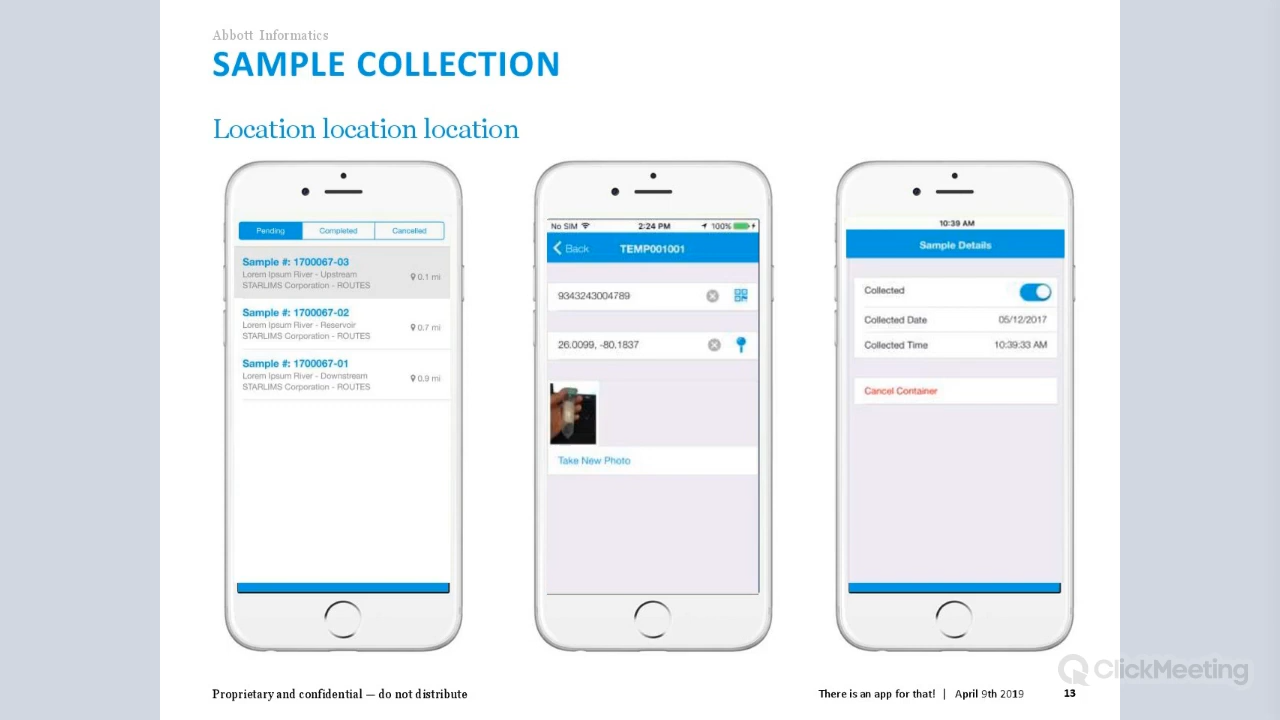 Abbott Informatics
SAMPLE COLLECTION
Location location location
Pending Completed Cancelled
Sample #: 1700067-03
Lorem Ipsum River - Upstream
STARLIMS Corporation - ROUTES
0.1 mi
Sample #: 1700067-02
Lorem Ipsum River - Reservoir
STARLIMS Corporation - ROUTES
0.7 mi
Sample #: 1700067-01
Lorem Ipsum River - Downstream
STARLIMS Corporation - ROUTES
0.9 mi
No SIM 2:24 PM 100%
Back TEMP001001
9343243004789
26.0099, -80.1837
Take New Photo
10:39 AM
Sample Details
Collected
Collected Date 05/12/2017
Collected Time 10:39:33 AM
Cancel Container
Proprietary and confidential — do not distribute
There is an app for that! | April 9th 2019 13
ClickMeeting